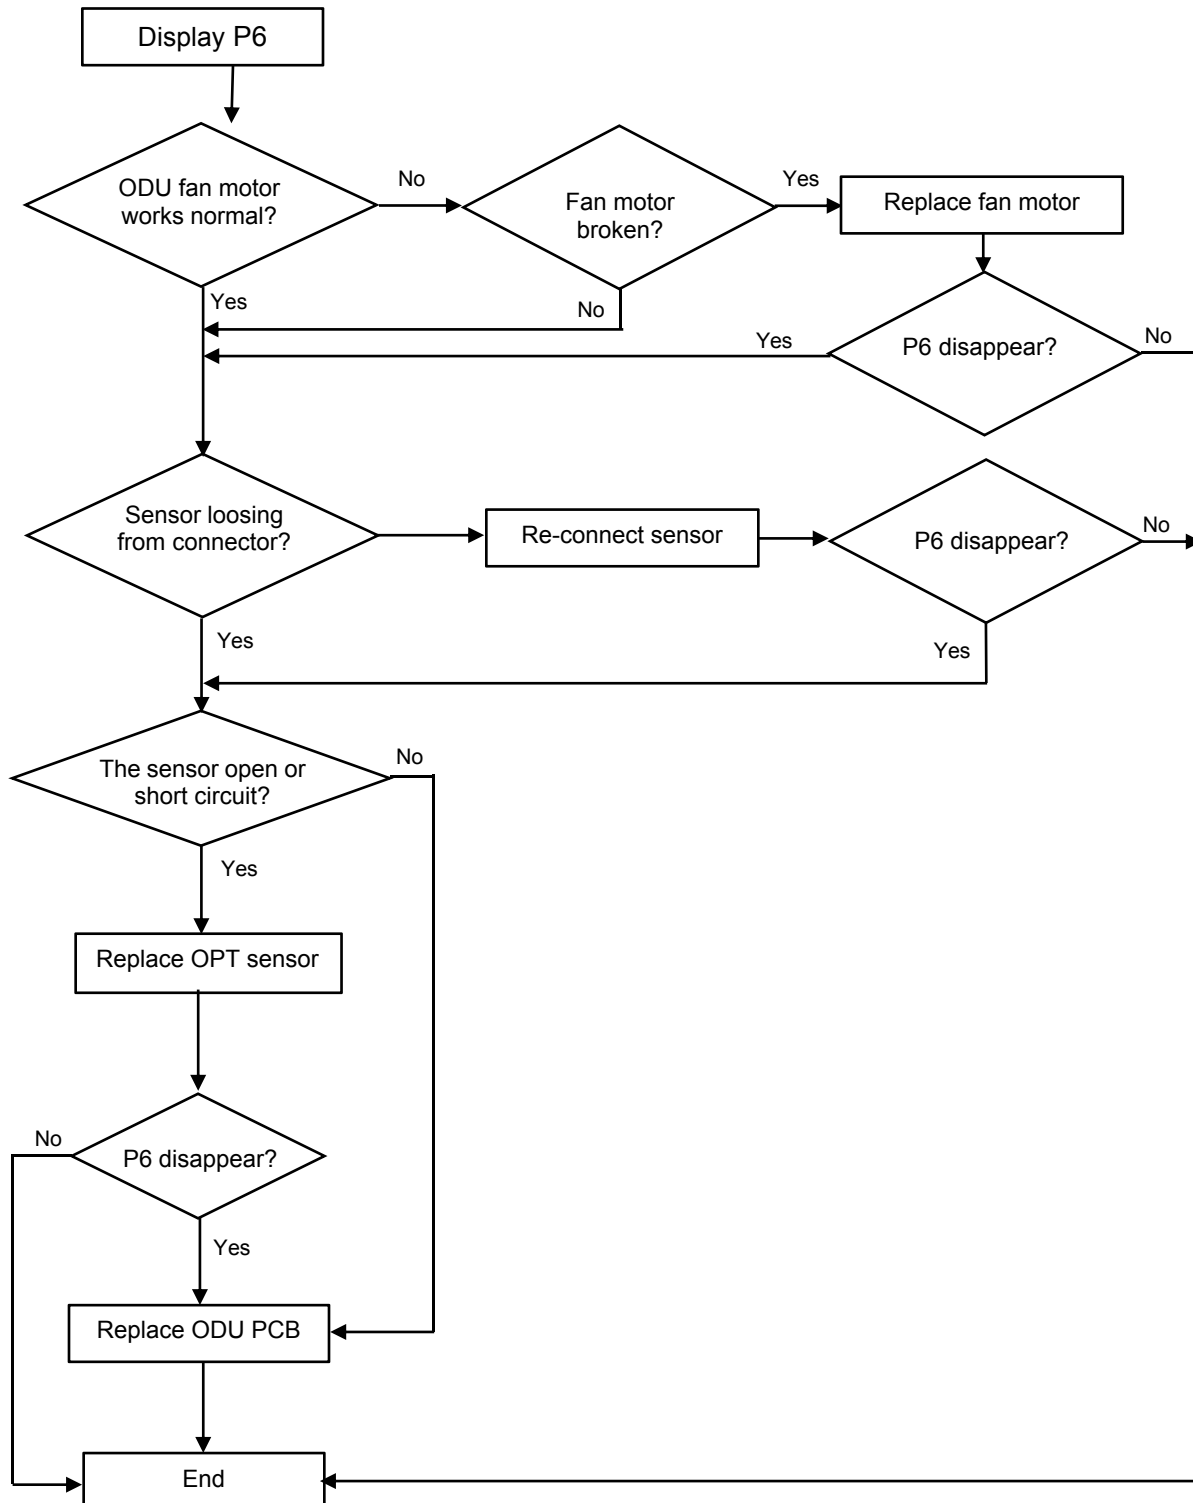 Display P6
ODU fan motor
works normal?
No
Fan motor
broken?
Yes
Replace fan motor
Yes
No
Yes
P6 disappear?
No
Sensor loosing
from connector?
Re-connect sensor
P6 disappear?
No
Yes
Yes
The sensor open or
short circuit?
No
Yes
Replace OPT sensor
No
P6 disappear?
Yes
Replace ODU PCB
End